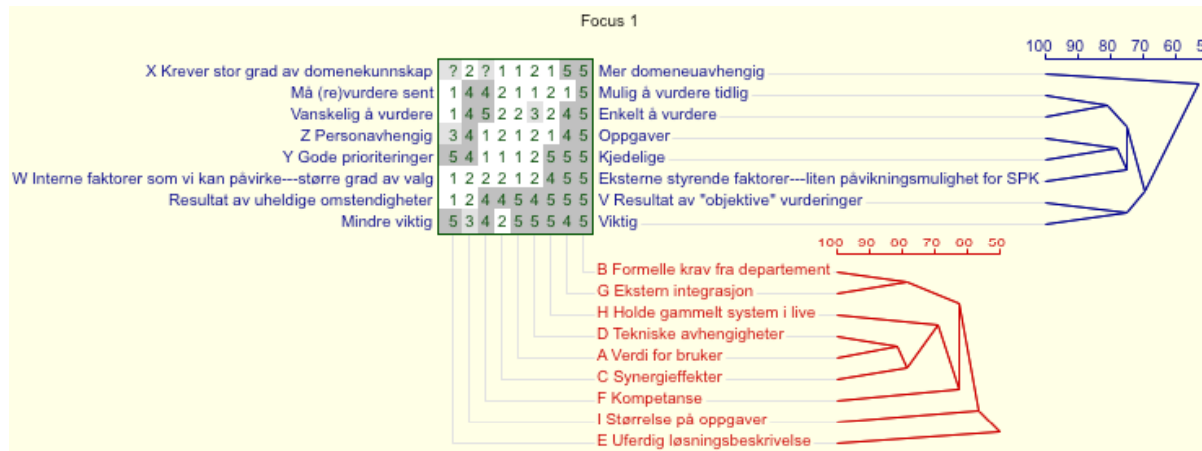 Focus 1
100 90 80 70 60 5
X Krever stor grad av domenekunnskap ? 2 ? 1 1 2 1 5 5 Mer domeneuavhengig
Må (re)vurdere sent 1 4 4 2 1 1 2 1 5 Mulig å vurdere tidlig
Vanskelig å vurdere 1 4 5 2 2 3 2 4 5 Enkelt å vurdere
Z Personavhengig 3 4 1 2 1 2 1 4 5 Oppgaver
Y Gode prioriteringer 5 4 1 1 1 2 5 5 5 Kjedelige
W Interne faktorer som vi kan påvirke---større grad av valg 1 2 2 2 1 2 4 5 5 Eksterne styrende faktorer---liten påvikningsmulighet for SPK
Resultat av uheldige omstendigheter 1 2 4 4 5 4 5 5 5 V Resultat av "objektive" vurderinger
Mindre viktig 5 3 4 2 5 5 5 4 5 Viktig
100 90 80 70 60 50
B Formelle krav fra departement
G Ekstern integrasjon
H Holde gammelt system i live
D Tekniske avhengigheter
A Verdi for bruker
C Synergieffekter
F Kompetanse
I Størrelse på oppgaver
E Uferdig løsningsbeskrivelse